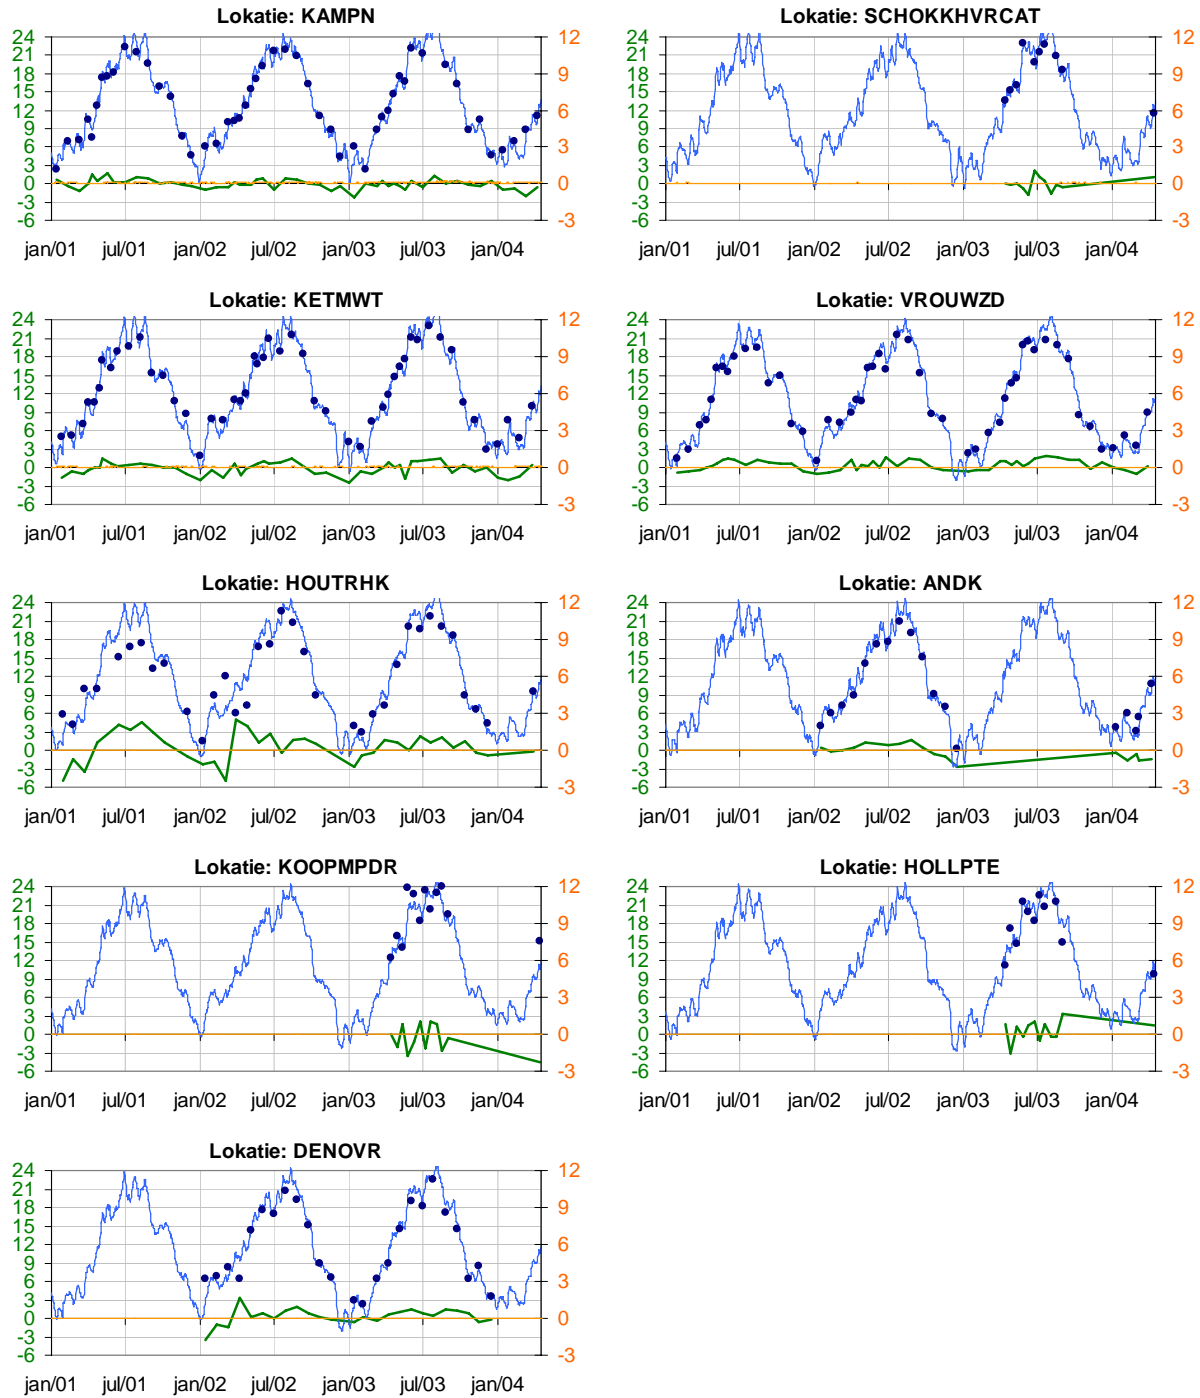 Lokatie: KAMPN
24 21 18 15 12 9 6 3 0 -3 -6
12 9 6 3 0 -3
jan/01 jul/01 jan/02 jul/02 jan/03 jul/03 jan/04
Lokatie: SCHOKKHVRCAT
24 21 18 15 12 9 6 3 0 -3 -6
12 9 6 3 0 -3
jan/01 jul/01 jan/02 jul/02 jan/03 jul/03 jan/04
Lokatie: KETMWT
24 21 18 15 12 9 6 3 0 -3 -6
12 9 6 3 0 -3
jan/01 jul/01 jan/02 jul/02 jan/03 jul/03 jan/04
Lokatie: VROUWZD
24 21 18 15 12 9 6 3 0 -3 -6
12 9 6 3 0 -3
jan/01 jul/01 jan/02 jul/02 jan/03 jul/03 jan/04
Lokatie: HOUTRHK
24 21 18 15 12 9 6 3 0 -3 -6
12 9 6 3 0 -3
jan/01 jul/01 jan/02 jul/02 jan/03 jul/03 jan/04
Lokatie: ANDK
24 21 18 15 12 9 6 3 0 -3 -6
12 9 6 3 0 -3
jan/01 jul/01 jan/02 jul/02 jan/03 jul/03 jan/04
Lokatie: KOOPMPDR
24 21 18 15 12 9 6 3 0 -3 -6
12 9 6 3 0 -3
jan/01 jul/01 jan/02 jul/02 jan/03 jul/03 jan/04
Lokatie: HOLLPTE
24 21 18 15 12 9 6 3 0 -3 -6
12 9 6 3 0 -3
jan/01 jul/01 jan/02 jul/02 jan/03 jul/03 jan/04
Lokatie: DENOVR
24 21 18 15 12 9 6 3 0 -3 -6
12 9 6 3 0 -3
jan/01 jul/01 jan/02 jul/02 jan/03 jul/03 jan/04